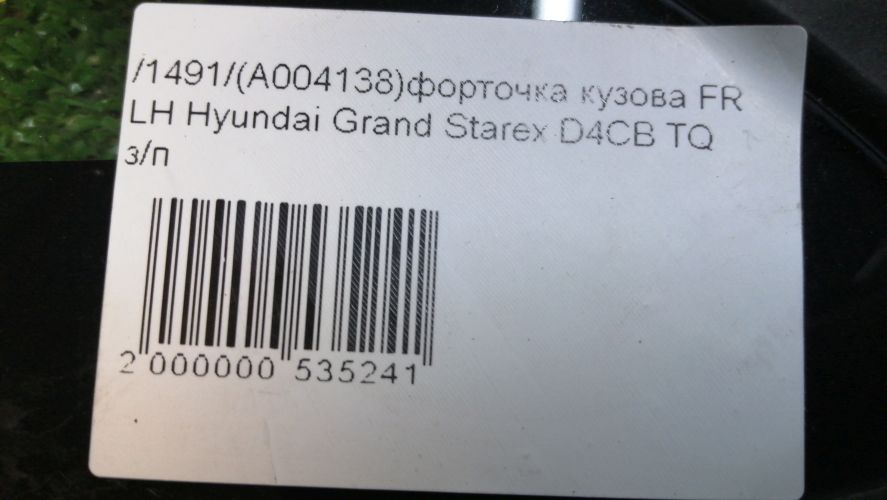 /1491/(A004138)форточка кузова FR
LH Hyundai Grand Starex D4CB TQ
з/п
2 000000 535241